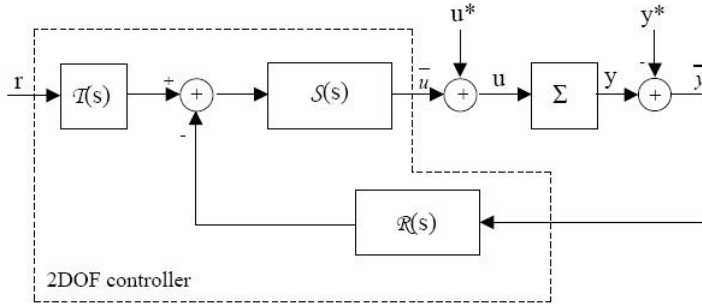 u* y*
r 𝒯(s) + + 𝒮(s) u̅ + u Σ y - + y̅
-
ℛ(s)
2DOF controller